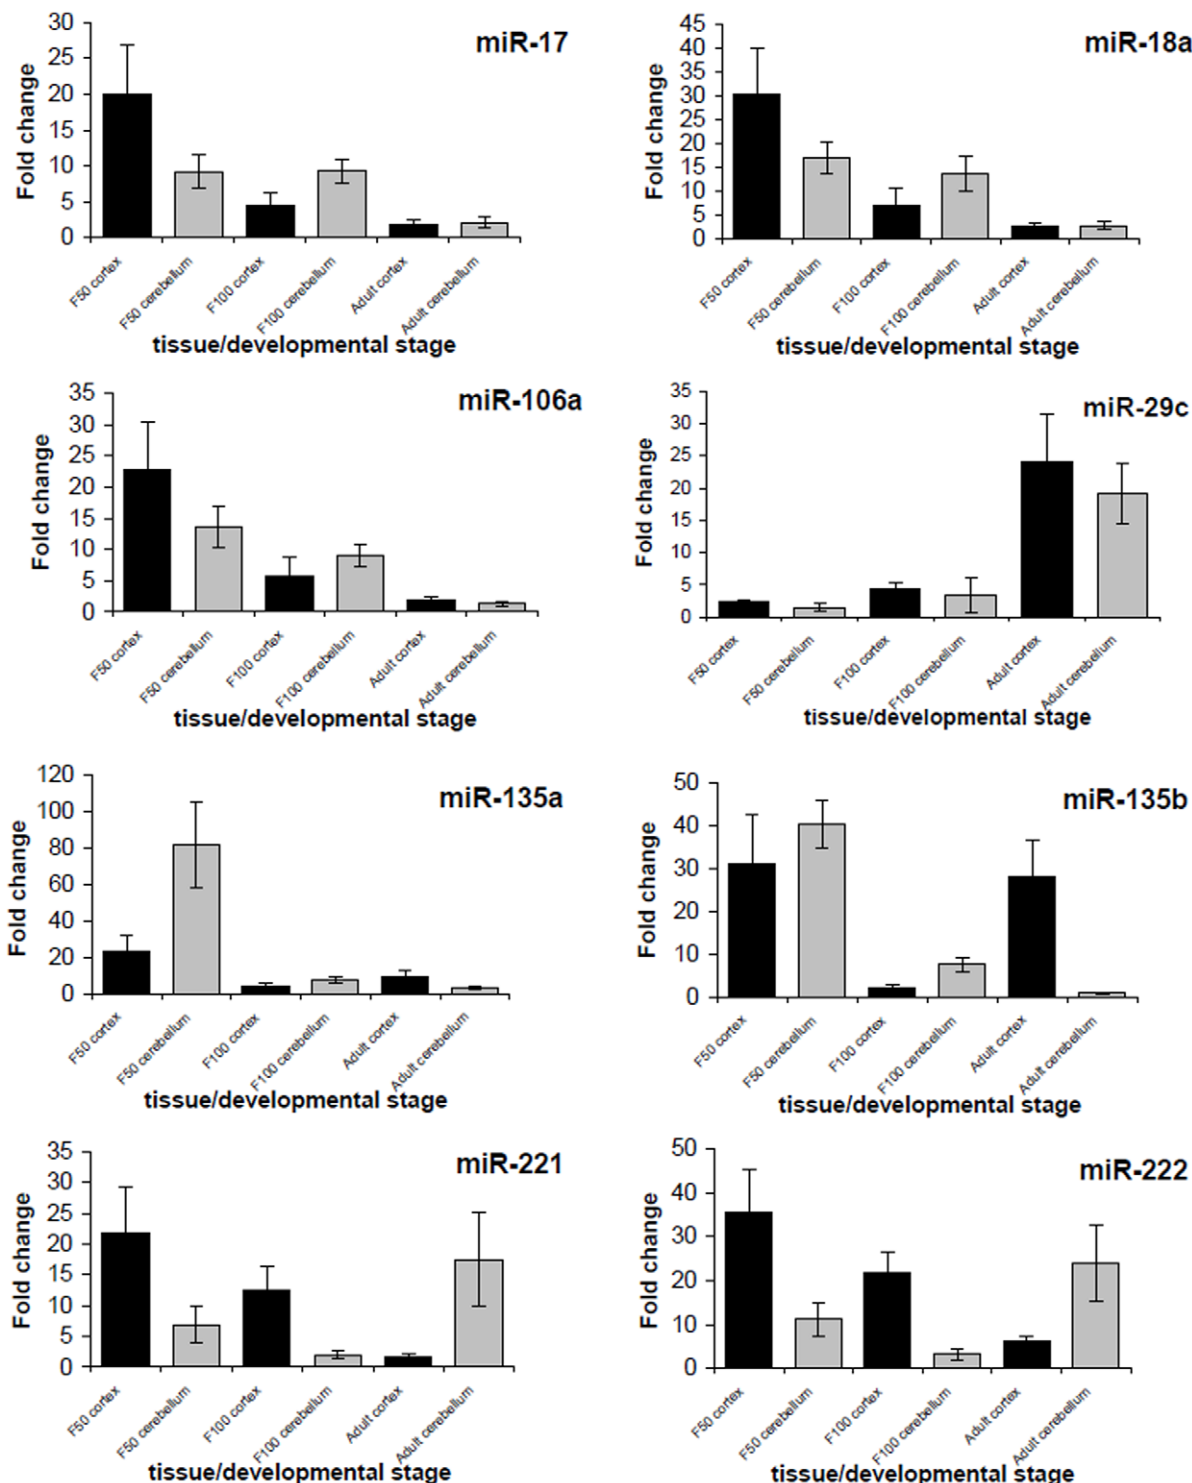 miR-17
Fold change
30
25
20
15
10
5
0
F50 cortex
F50 cerebellum
F100 cortex
F100 cerebellum
Adult cortex
Adult cerebellum
tissue/developmental stage
miR-18a
Fold change
45
40
35
30
25
20
15
10
5
0
F50 cortex
F50 cerebellum
F100 cortex
F100 cerebellum
Adult cortex
Adult cerebellum
tissue/developmental stage
miR-106a
Fold change
35
30
25
20
15
10
5
0
F50 cortex
F50 cerebellum
F100 cortex
F100 cerebellum
Adult cortex
Adult cerebellum
tissue/developmental stage
miR-29c
Fold change
35
30
25
20
15
10
5
0
F50 cortex
F50 cerebellum
F100 cortex
F100 cerebellum
Adult cortex
Adult cerebellum
tissue/developmental stage
miR-135a
Fold change
120
100
80
60
40
20
0
F50 cortex
F50 cerebellum
F100 cortex
F100 cerebellum
Adult cortex
Adult cerebellum
tissue/developmental stage
miR-135b
Fold change
50
40
30
20
10
0
F50 cortex
F50 cerebellum
F100 cortex
F100 cerebellum
Adult cortex
Adult cerebellum
tissue/developmental stage
miR-221
Fold change
35
30
25
20
15
10
5
0
F50 cortex
F50 cerebellum
F100 cortex
F100 cerebellum
Adult cortex
Adult cerebellum
tissue/developmental stage
miR-222
Fold change
50
40
30
20
10
0
F50 cortex
F50 cerebellum
F100 cortex
F100 cerebellum
Adult cortex
Adult cerebellum
tissue/developmental stage